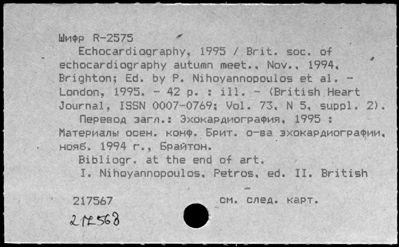 Шифр R-2575
Echocardiography, 1995 / Brit. soc. of
echocardiography autumn meet., Nov., 1994,
Brighton; Ed. by P. Nihoyannopoulos et al. -
London, 1995. - 42 p. : ill. - (British Heart
Journal, ISSN 0007-0769; Vol. 73, N 5, suppl. 2).
Перевод загл.: Эхокардиография, 1995 :
Материалы осен. конф. Брит. о-ва эхокардиографии,
нояб. 1994 г., Брайтон.
Bibliogr. at the end of art.
I. Nihoyannopoulos, Petros, ed. II. British
217567 см. след. карт.
217568